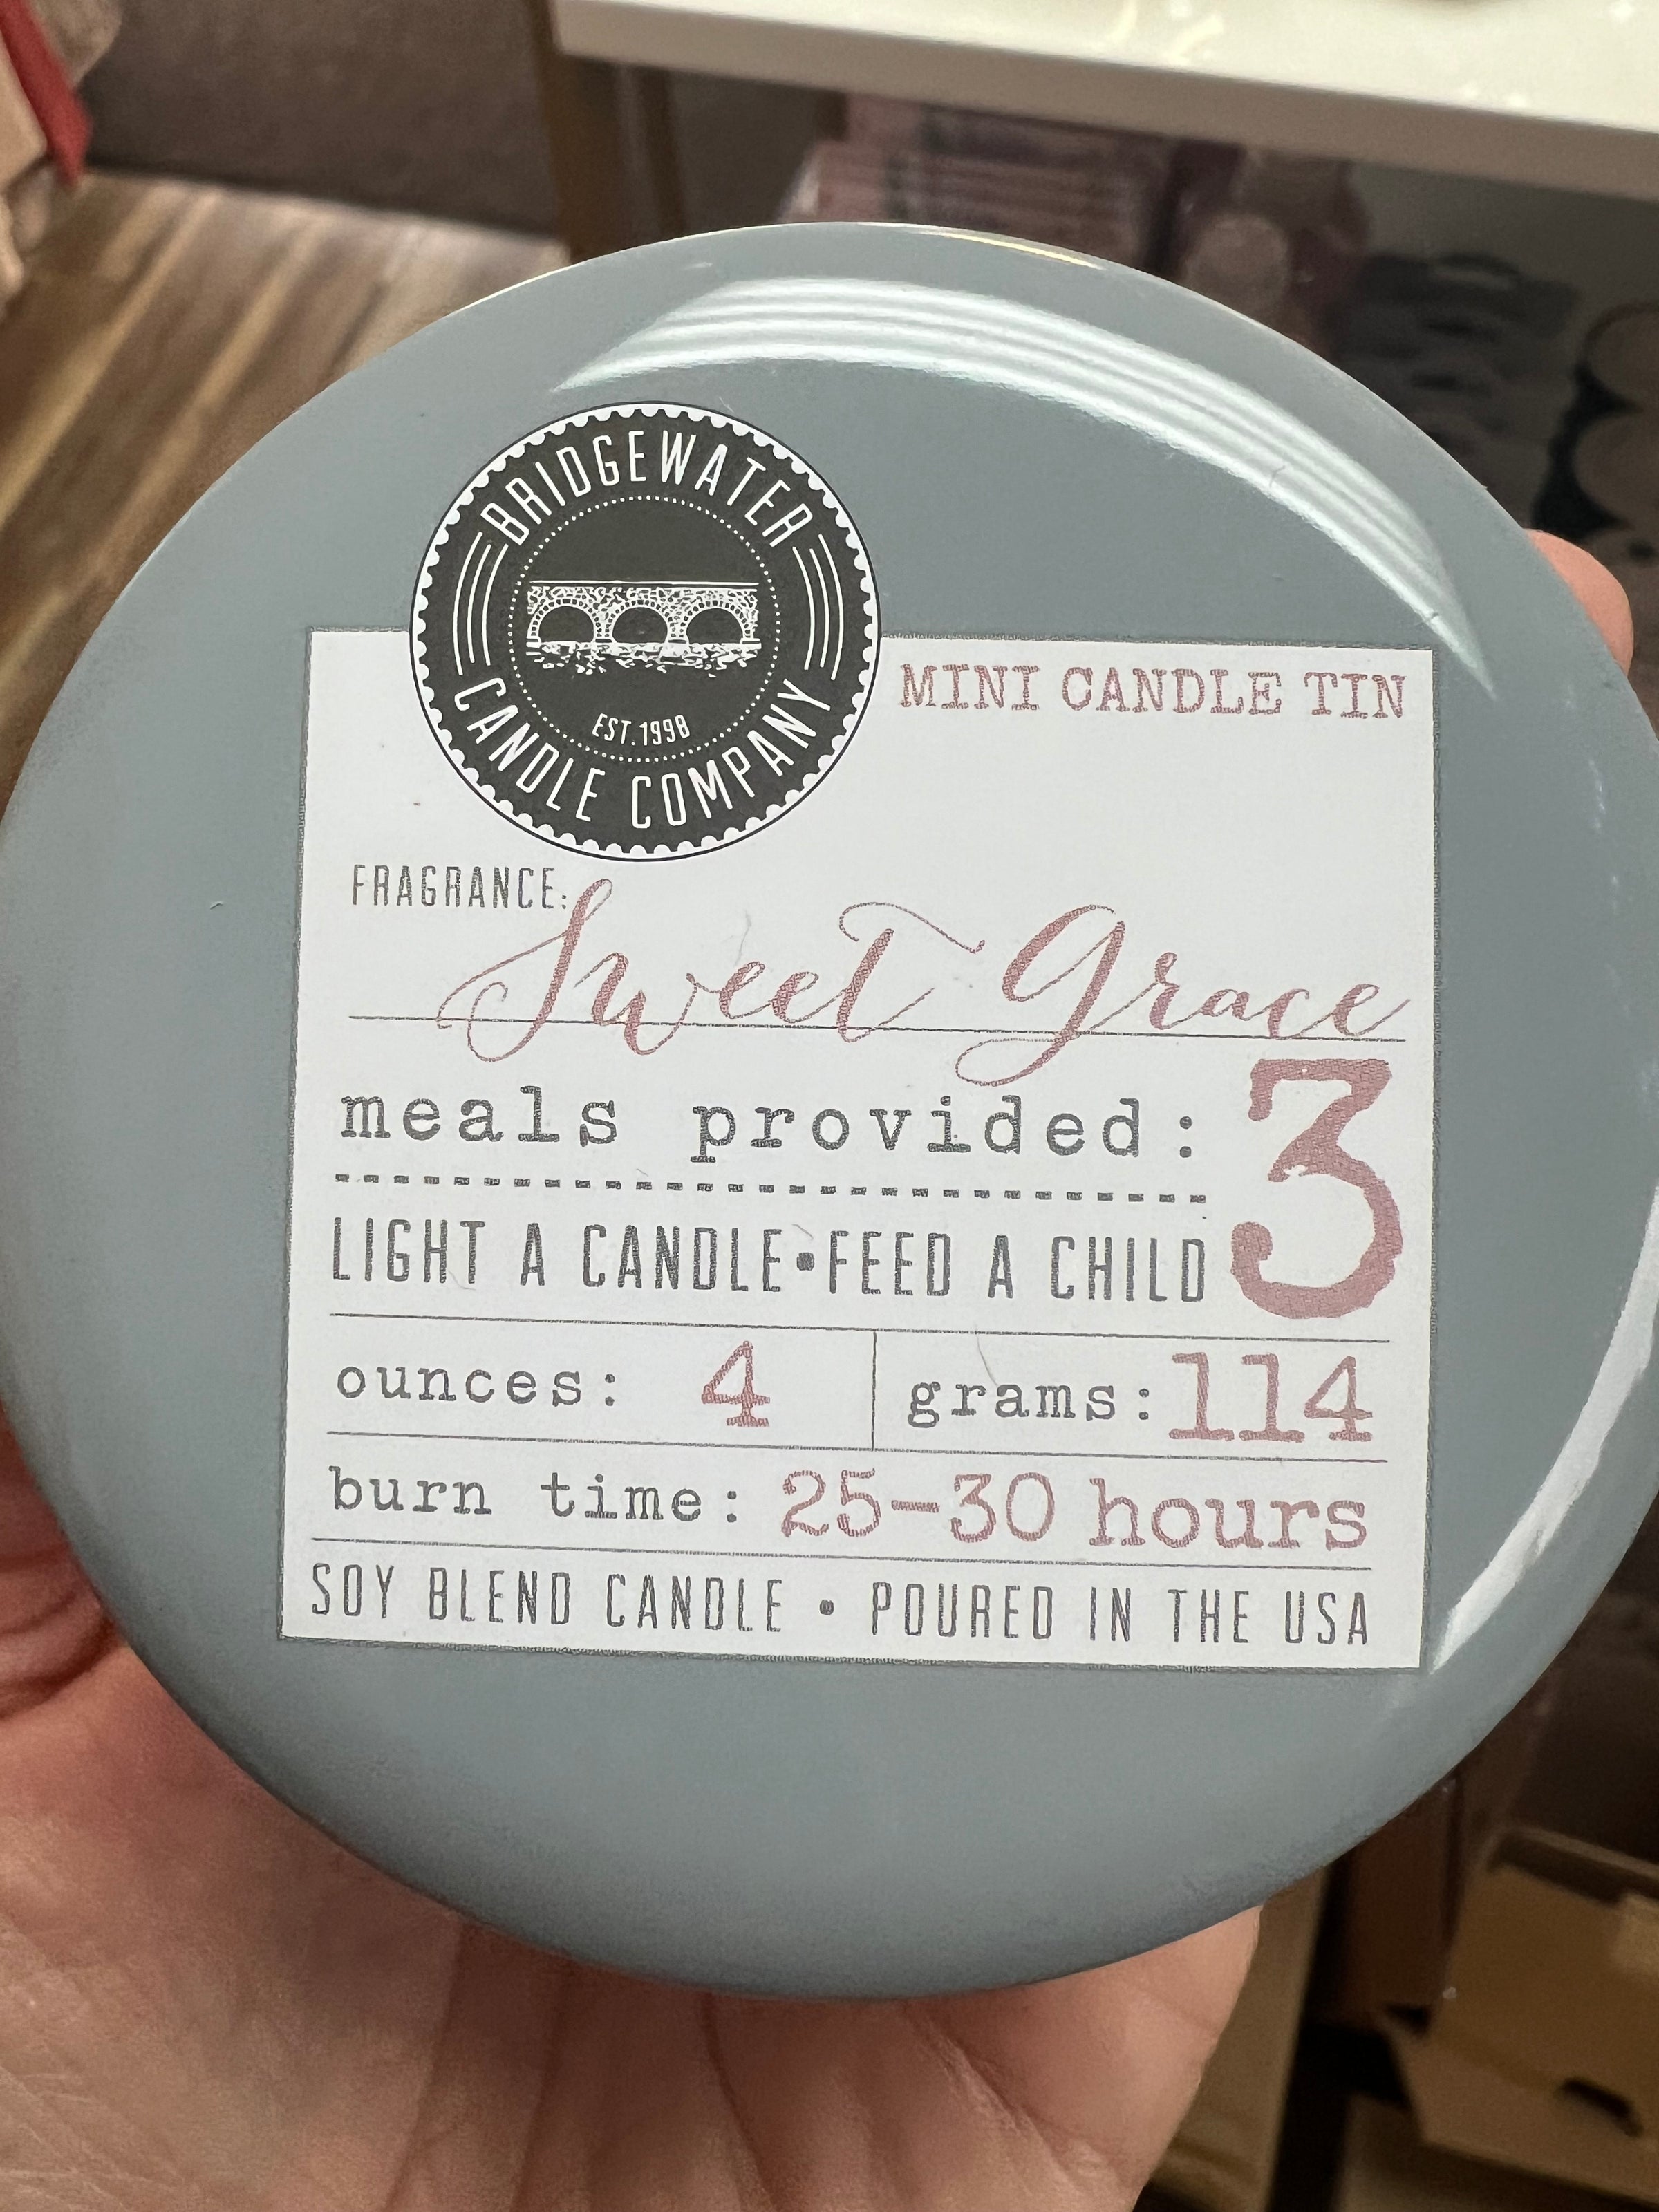 BRIDGEWATER
EST.1998
CANDLE COMPANY
MINI CANDLE TIN
FRAGRANCE:
Sweet Grace
meals provided: 3
LIGHT A CANDLE•FEED A CHILD
ounces: 4 grams: 114
burn time: 25-30 hours
SOY BLEND CANDLE • POURED IN THE USA